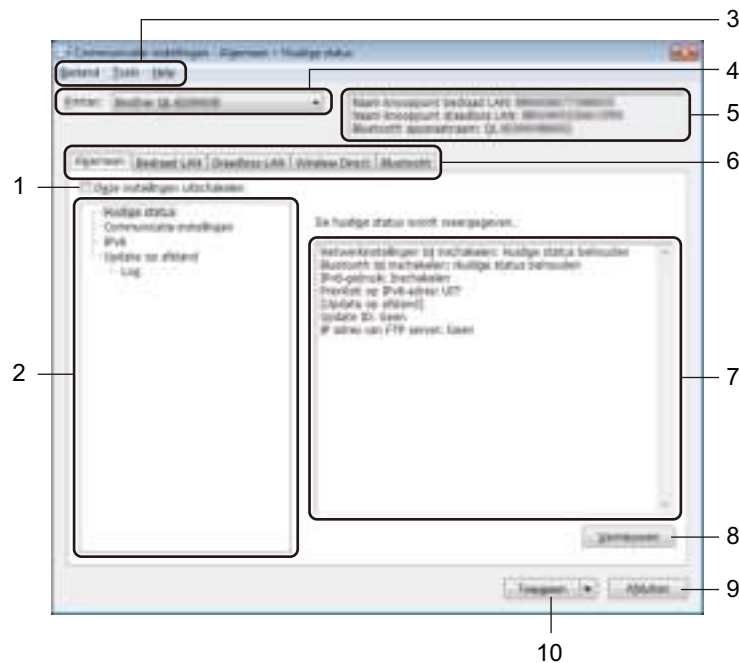 3
Communicatie-instellingen - Algemeen > Huidige status
Bestand Tools Help
4
Printer: Brother QL-
Naam knooppunt bedraad LAN:
Naam knooppunt draadloos LAN:
Bluetooth apparaatnaam: QL-
5
Algemeen Bedraad LAN Draadloos LAN Wireless Direct Bluetooth
6
1
Deze instellingen uitschakelen
Huidige status
Communicatie-instellingen
IPv6
Update op afstand
Log
2
De huidige status wordt weergegeven.
Netwerkinstellingen bij inschakelen: Huidige status behouden
Bluetooth bij inschakelen: Huidige status behouden
IPv6-gebruik: Inschakelen
Prioriteit op IPv6-adres: UIT
[Update op afstand]
Update ID: Geen
IP adres van FTP server: Geen
7
Vernieuwen
8
Toepassen
Afsluiten
9
10